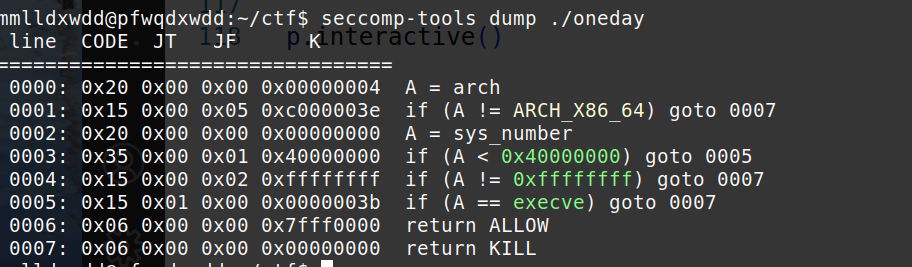 mmlldxwdd@pfwqdxwdd:~/ctf$ seccomp-tools dump ./oneday
line CODE JT JF K
=================================
0000: 0x20 0x00 0x00 0x00000004 A = arch
0001: 0x15 0x00 0x05 0xc000003e if (A != ARCH_X86_64) goto 0007
0002: 0x20 0x00 0x00 0x00000000 A = sys_number
0003: 0x35 0x00 0x01 0x40000000 if (A < 0x40000000) goto 0005
0004: 0x15 0x00 0x02 0xffffffff if (A != 0xffffffff) goto 0007
0005: 0x15 0x01 0x00 0x0000003b if (A == execve) goto 0007
0006: 0x06 0x00 0x00 0x7fff0000 return ALLOW
0007: 0x06 0x00 0x00 0x00000000 return KILL
117
118 p.interactive()